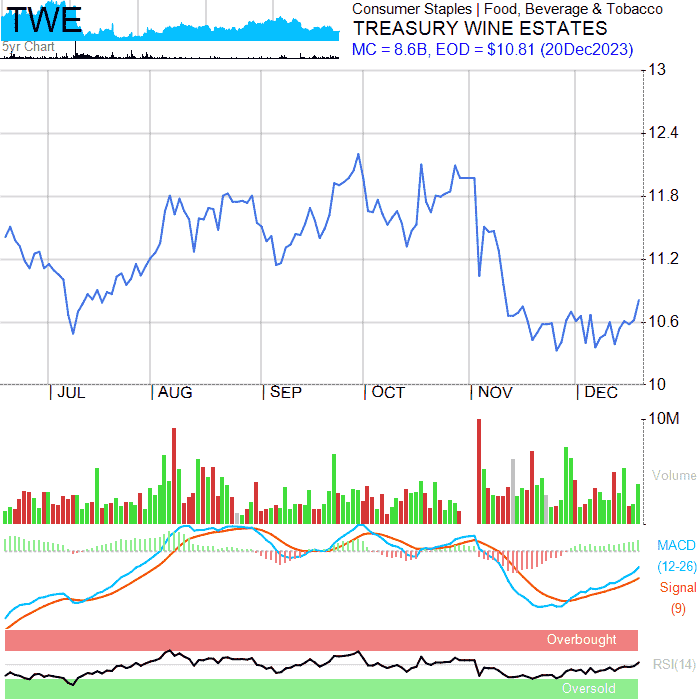 TWE
5yr Chart
Consumer Staples | Food, Beverage & Tobacco
TREASURY WINE ESTATES
MC = 8.6B, EOD = $10.81 (20Dec2023)
13
12.4
11.8
11.2
10.6
10
JUL AUG SEP OCT NOV DEC
10M
Volume
MACD
(12-26)
Signal
(9)
Overbought
RSI(14)
Oversold